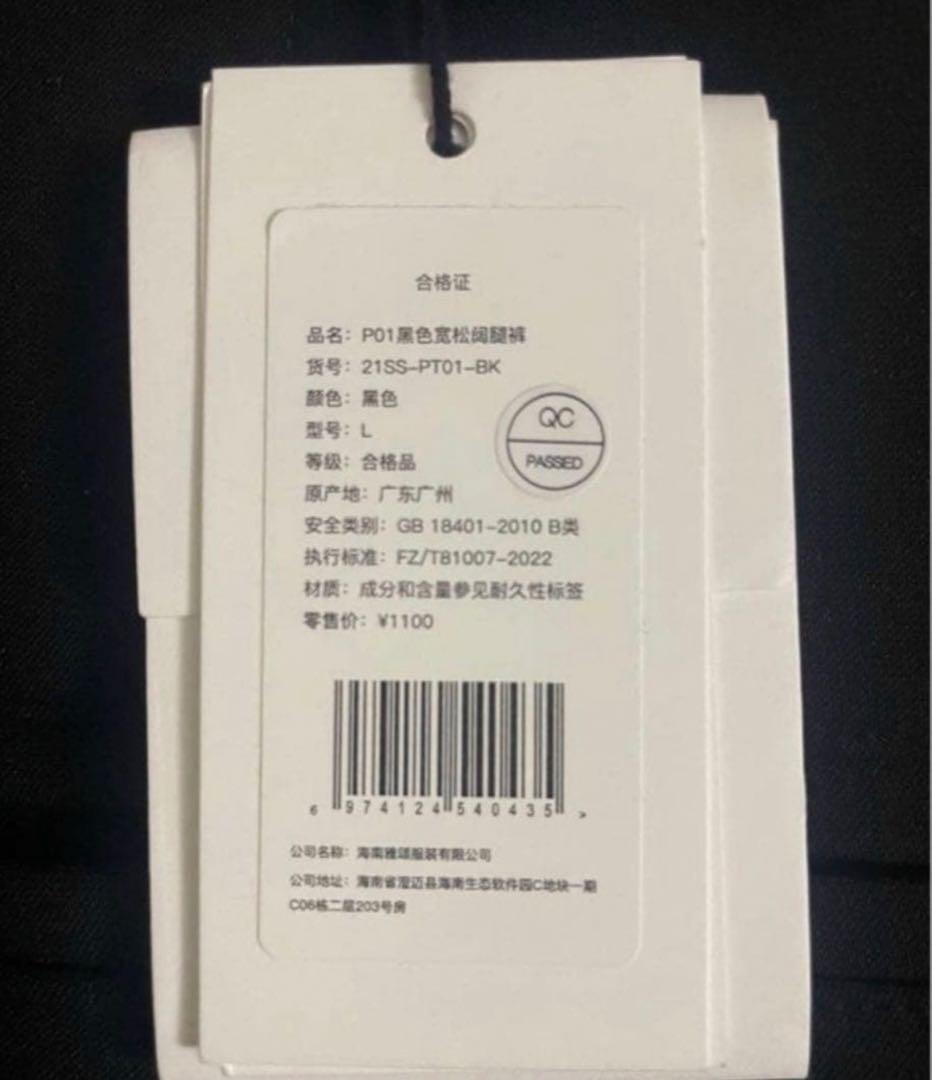 合格证
品名：P01黑色宽松阔腿裤
货号：21SS-PT01-BK
颜色：黑色
型号：L
QC
PASSED
等级：合格品
原产地：广东广州
安全类别：GB 18401-2010 B类
执行标准：FZ/T81007-2022
材质：成分和含量参见耐久性标签
零售价：¥1100
6 974124 540435 >
公司名称：海南雅颂服装有限公司
公司地址：海南省澄迈县海南生态软件园C地块一期
C06栋二层203号房